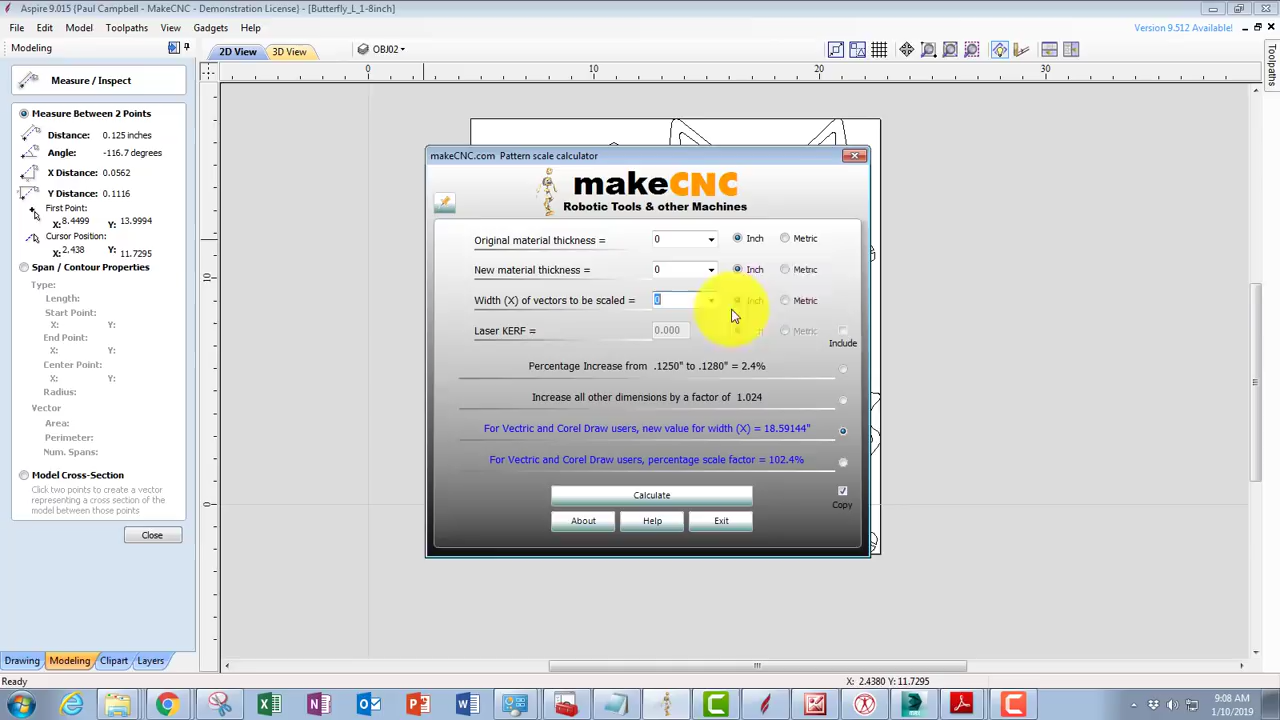 Aspire 9.015 (Paul Campbell - MakeCNC - Demonstration License) - [Butterfly_L_1-8inch]
File Edit Model Toolpaths View Gadgets Help
Version 9.512 Available!
Modeling
2D View 3D View OBJ02
Toolpaths
Measure / Inspect
0 10 20 30
Measure Between 2 Points
Distance: 0.125 inches
Angle: -116.7 degrees
X Distance: 0.0562
Y Distance: 0.1116
First Point:
X: 8.4499 Y: 13.9994
Cursor Position:
X: 2.438 Y: 11.7295
Span / Contour Properties
Type:
Length:
Start Point:
X: Y:
End Point:
X: Y:
Center Point:
X: Y:
Radius:
Vector
Area:
Perimeter:
Num. Spans:
Model Cross-Section
Click two points to create a vector
representing a cross section of the
model between those points
Close
10
0
makeCNC.com Pattern scale calculator
makeCNC
Robotic Tools & other Machines
Original material thickness = 0 Inch Metric
New material thickness = 0 Inch Metric
Width (X) of vectors to be scaled = 0 Inch Metric
Laser KERF = 0.000 Metric
Include
Percentage Increase from .1250" to .1280" = 2.4%
Increase all other dimensions by a factor of 1.024
For Vectric and Corel Draw users, new value for width (X) = 18.59144"
For Vectric and Corel Draw users, percentage scale factor = 102.4%
Calculate
Copy
About Help Exit
Drawing Modeling Clipart Layers
Ready
X: 2.4380 Y: 11.7295
9:08 AM
1/10/2019